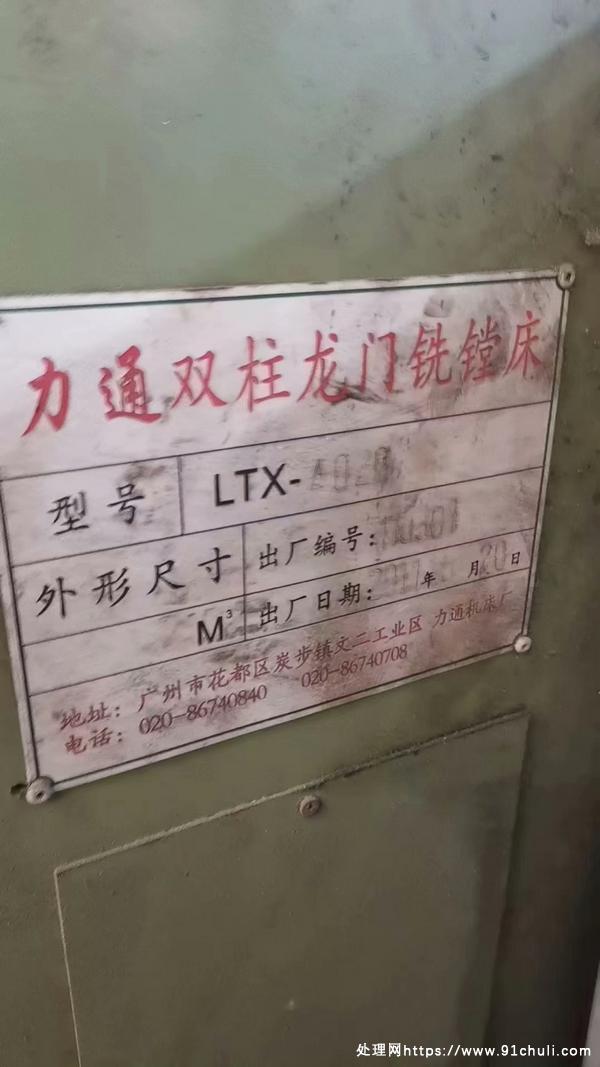 力通双柱龙门铣镗床
型号 LTX-
外形尺寸 出厂编号:
M³ 出厂日期: 年 月20日
地址: 广州市花都区炭步镇文二工业区 力通机床厂
电话: 020-86740840 020-86740708
处理网https://www.91chuli.com